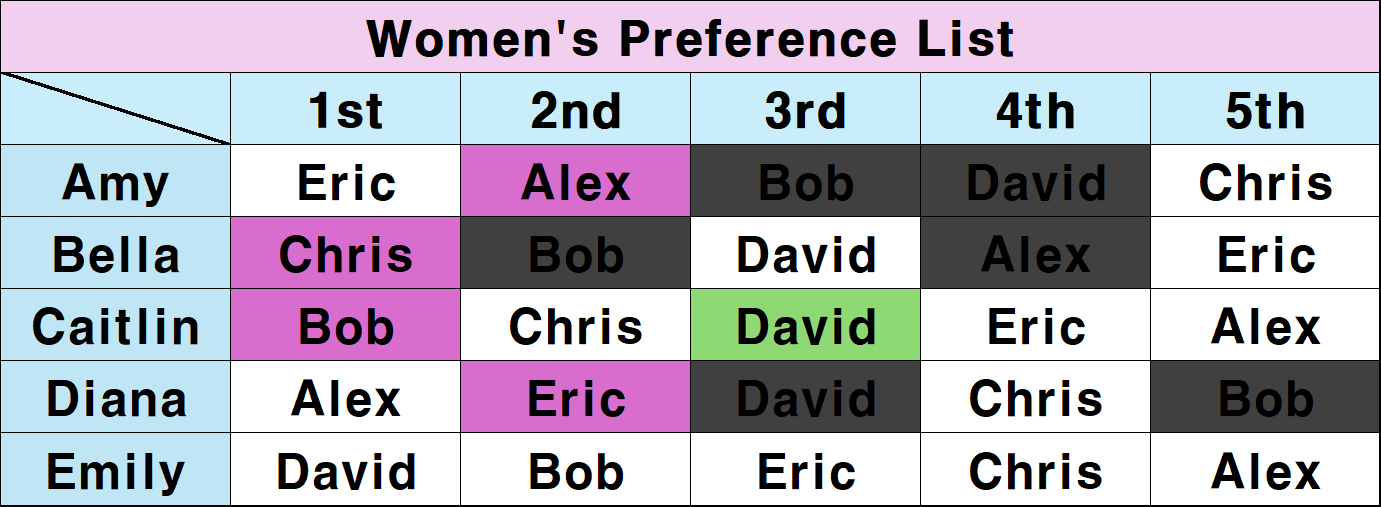 Women's Preference List
1st 2nd 3rd 4th 5th
Amy Eric Alex Bob David Chris
Bella Chris Bob David Alex Eric
Caitlin Bob Chris David Eric Alex
Diana Alex Eric David Chris Bob
Emily David Bob Eric Chris Alex